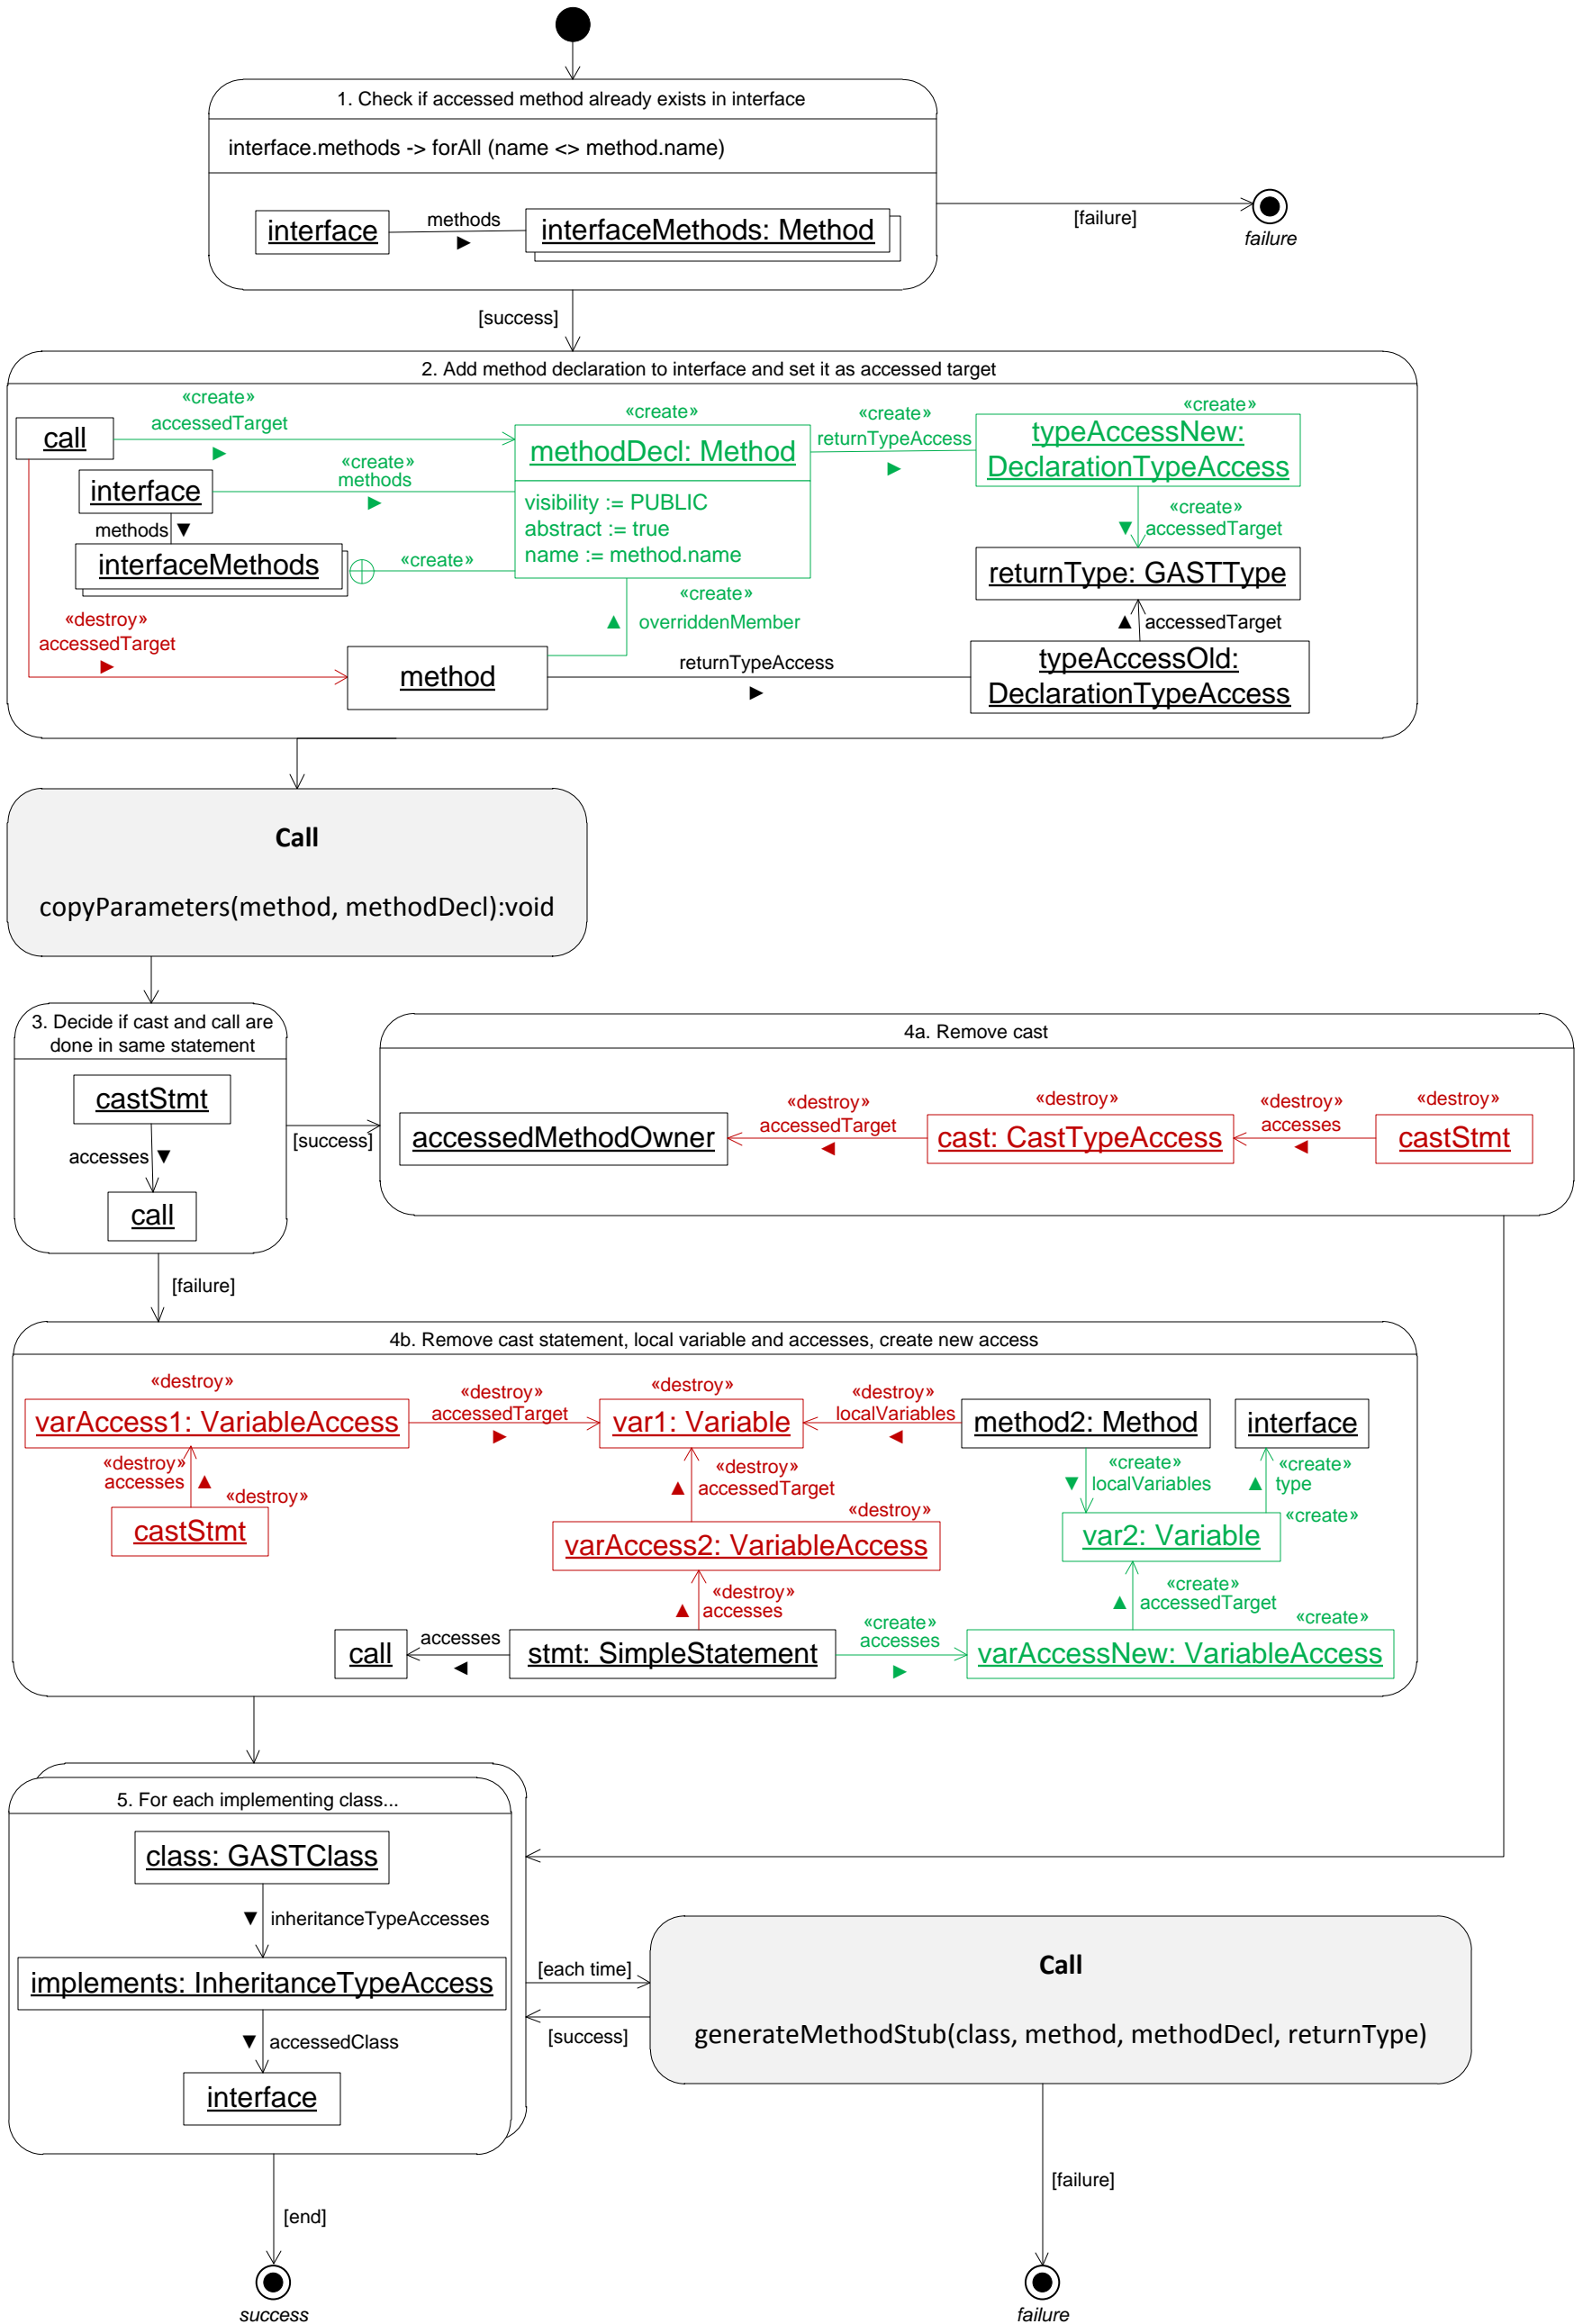 1. Check if accessed method already exists in interface
interface.methods -> forAll (name <> method.name)
interface
methods
►
interfaceMethods: Method
[failure]
failure
[success]
2. Add method declaration to interface and set it as accessed target
«create»
accessedTarget
►
call
«create»
methodDecl: Method
visibility := PUBLIC
abstract := true
name := method.name
«create»
returnTypeAccess
►
«create»
typeAccessNew:
DeclarationTypeAccess
interface
«create»
methods
►
methods ▼
interfaceMethods
«create»
«create»
▼ accessedTarget
returnType: GASTType
«destroy»
accessedTarget
►
«create»
▲ overriddenMember
▲ accessedTarget
method
returnTypeAccess
►
typeAccessOld:
DeclarationTypeAccess
Call
copyParameters(method, methodDecl):void
3. Decide if cast and call are
done in same statement
castStmt
accesses ▼
call
[success]
4a. Remove cast
accessedMethodOwner
«destroy»
accessedTarget
◄
«destroy»
cast: CastTypeAccess
«destroy»
accesses
◄
«destroy»
castStmt
[failure]
4b. Remove cast statement, local variable and accesses, create new access
«destroy»
varAccess1: VariableAccess
«destroy»
accessedTarget
►
«destroy»
var1: Variable
«destroy»
localVariables
◄
method2: Method
interface
«destroy»
accesses ▲
«destroy»
castStmt
«destroy»
▲ accessedTarget
«destroy»
varAccess2: VariableAccess
«create»
▼ localVariables
«create»
▲ type
«create»
var2: Variable
«destroy»
▲ accesses
«create»
▲ accessedTarget
call
accesses
◄
stmt: SimpleStatement
«create»
accesses
►
«create»
varAccessNew: VariableAccess
5. For each implementing class...
class: GASTClass
▼ inheritanceTypeAccesses
implements: InheritanceTypeAccess
▼ accessedClass
interface
[each time]
[success]
Call
generateMethodStub(class, method, methodDecl, returnType)
[end]
success
[failure]
failure